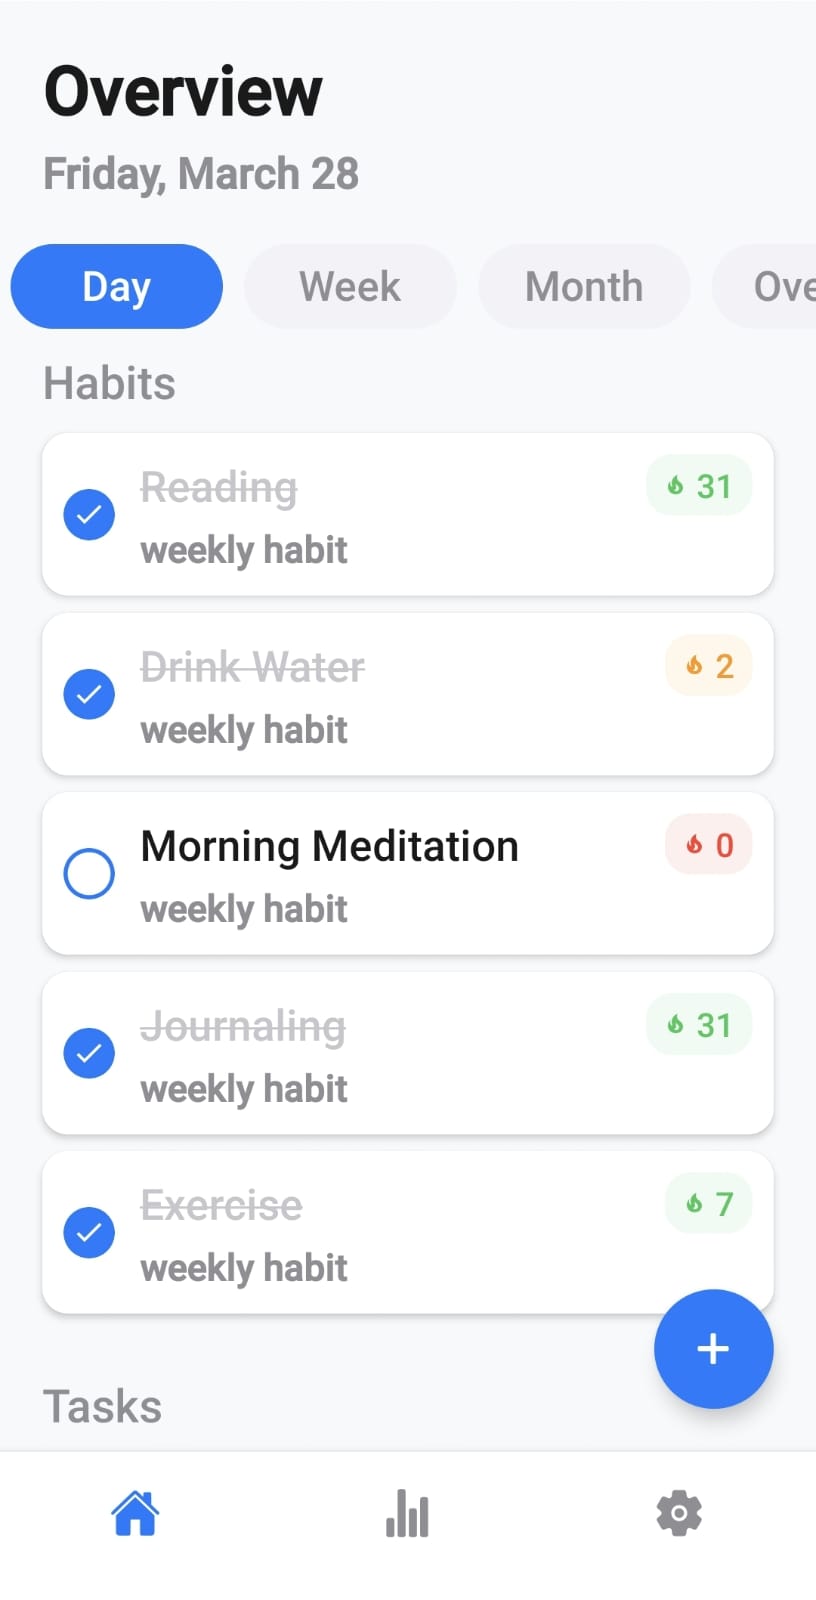 Overview
Friday, March 28
Day Week Month Ove
Habits
Reading 31
weekly habit
Drink Water 2
weekly habit
Morning Meditation 0
weekly habit
Journaling 31
weekly habit
Exercise 7
weekly habit
+
Tasks